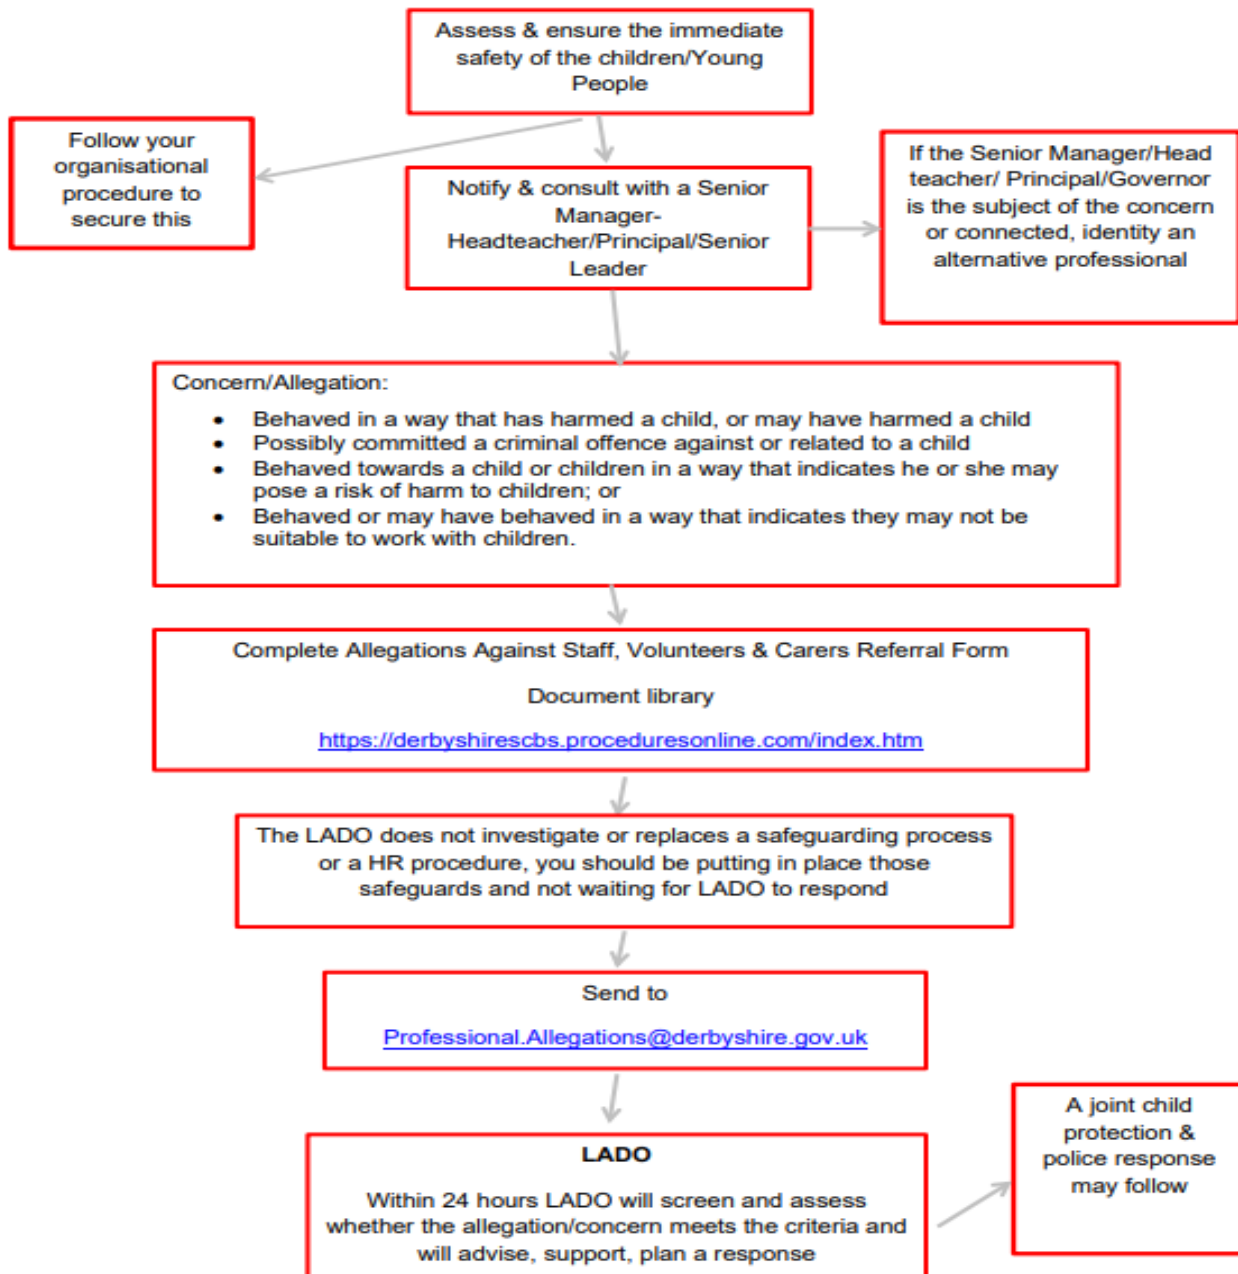 Assess & ensure the immediate
safety of the children/Young
People
Follow your
organisational
procedure to
secure this
Notify & consult with a Senior
Manager-
Headteacher/Principal/Senior
Leader
If the Senior Manager/Head
teacher/ Principal/Governor
is the subject of the concern
or connected, identity an
alternative professional
Concern/Allegation:
• Behaved in a way that has harmed a child, or may have harmed a child
• Possibly committed a criminal offence against or related to a child
• Behaved towards a child or children in a way that indicates he or she may
pose a risk of harm to children; or
• Behaved or may have behaved in a way that indicates they may not be
suitable to work with children.
Complete Allegations Against Staff, Volunteers & Carers Referral Form
Document library
https://derbyshirescbs.proceduresonline.com/index.htm
The LADO does not investigate or replaces a safeguarding process
or a HR procedure, you should be putting in place those
safeguards and not waiting for LADO to respond
Send to
Professional.Allegations@derbyshire.gov.uk
LADO
Within 24 hours LADO will screen and assess
whether the allegation/concern meets the criteria and
will advise, support, plan a response
A joint child
protection &
police response
may follow